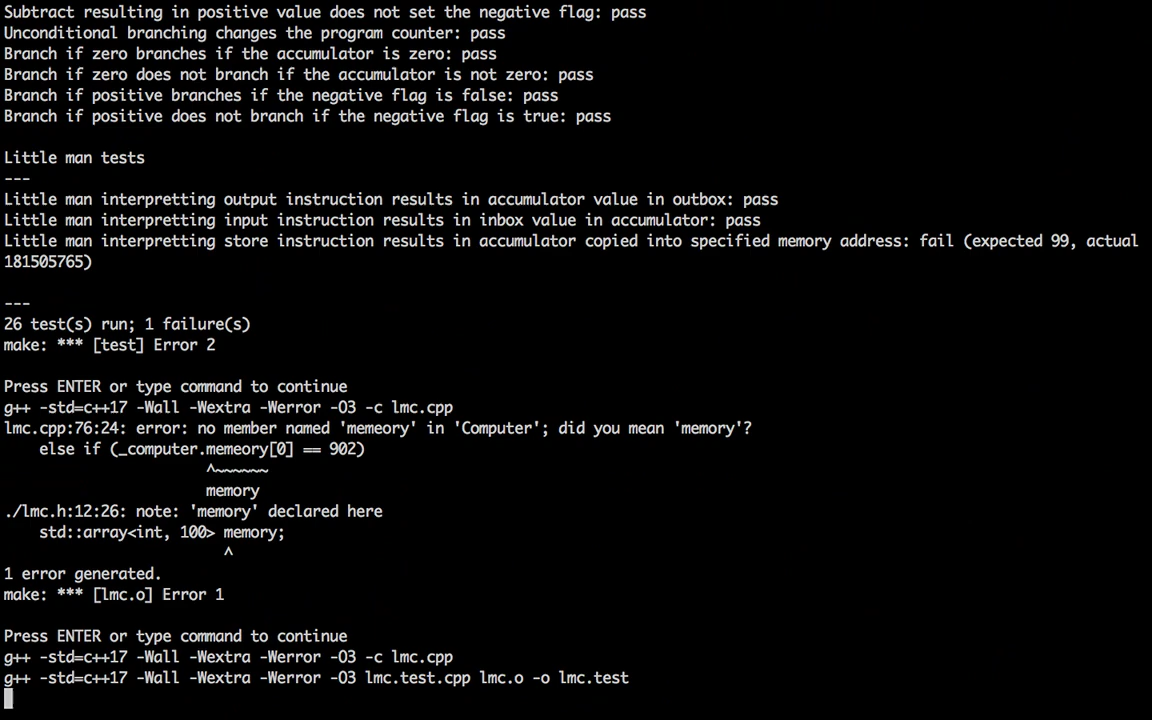 Subtract resulting in positive value does not set the negative flag: pass
Unconditional branching changes the program counter: pass
Branch if zero branches if the accumulator is zero: pass
Branch if zero does not branch if the accumulator is not zero: pass
Branch if positive branches if the negative flag is false: pass
Branch if positive does not branch if the negative flag is true: pass
Little man tests
---
Little man interpretting output instruction results in accumulator value in outbox: pass
Little man interpretting input instruction results in inbox value in accumulator: pass
Little man interpretting store instruction results in accumulator copied into specified memory address: fail (expected 99, actual
181505765)
---
26 test(s) run; 1 failure(s)
make: *** [test] Error 2
Press ENTER or type command to continue
g++ -std=c++17 -Wall -Wextra -Werror -O3 -c lmc.cpp
lmc.cpp:76:24: error: no member named 'memeory' in 'Computer'; did you mean 'memory'?
else if (_computer.memeory[0] == 902)
^~~~~~~
memory
./lmc.h:12:26: note: 'memory' declared here
std::array<int, 100> memory;
^
1 error generated.
make: *** [lmc.o] Error 1
Press ENTER or type command to continue
g++ -std=c++17 -Wall -Wextra -Werror -O3 -c lmc.cpp
g++ -std=c++17 -Wall -Wextra -Werror -O3 lmc.test.cpp lmc.o -o lmc.test